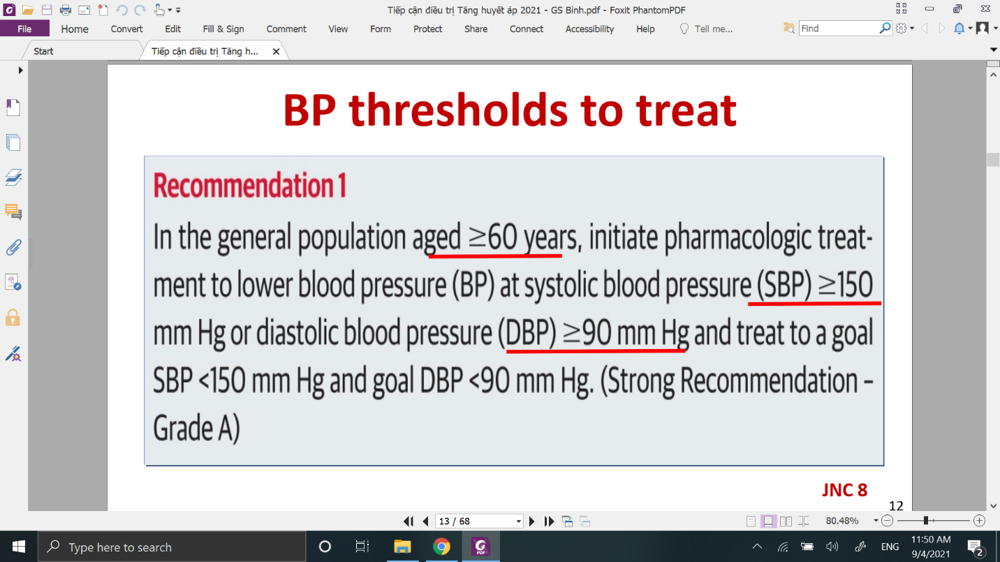 Tiếp cận điều trị Tăng huyết áp 2021 - GS Binh.pdf - Foxit PhantomPDF
File Home Convert Edit Fill & Sign Comment View Form Protect Share Connect Accessibility Help Tell me... Find
Start Tiếp cận điều trị Tăng h...
BP thresholds to treat
Recommendation 1
In the general population aged ≥60 years, initiate pharmacologic treat-
ment to lower blood pressure (BP) at systolic blood pressure (SBP) ≥150
mm Hg or diastolic blood pressure (DBP) ≥90 mm Hg and treat to a goal
SBP <150 mm Hg and goal DBP <90 mm Hg. (Strong Recommendation –
Grade A)
JNC 8
12
13 / 68 80.48%
Type here to search
PDF
ENG
11:50 AM
9/4/2021
2